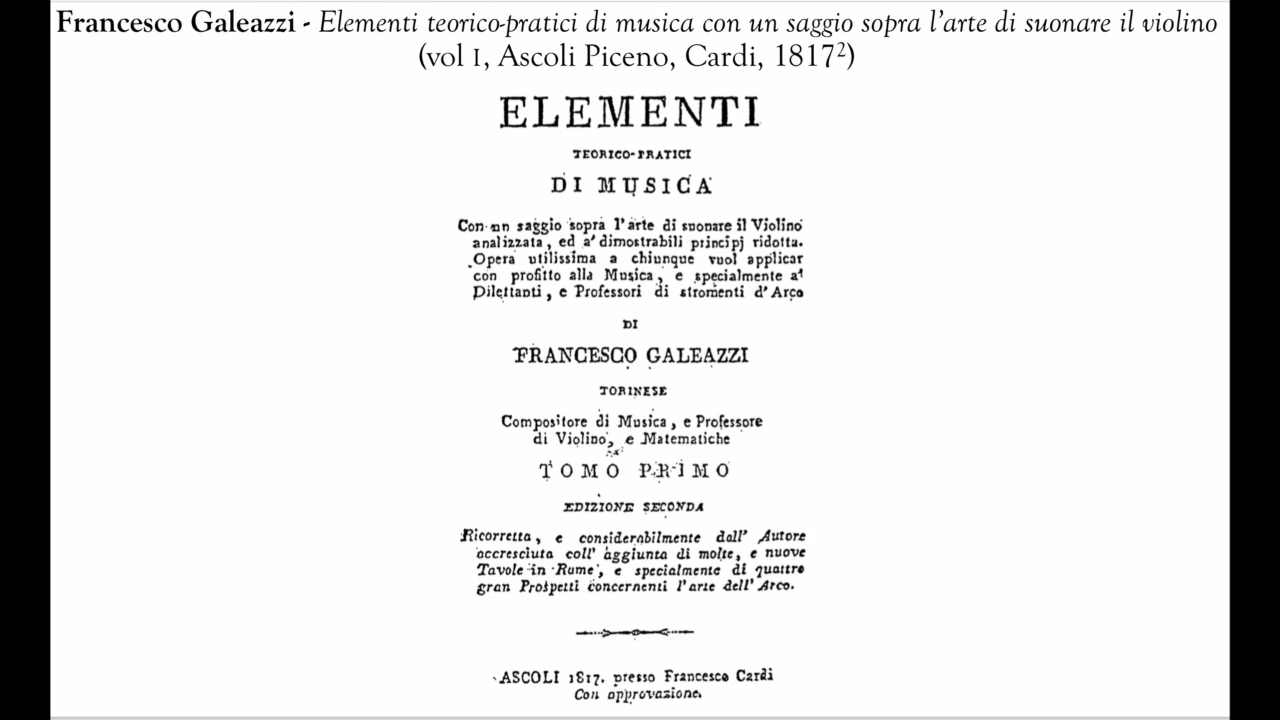 Francesco Galeazzi - Elementi teorico-pratici di musica con un saggio sopra l'arte di suonare il violino
(vol I, Ascoli Piceno, Cardi, 1817²)
ELEMENTI
TEORICO-PRATICI
DI MUSICA
Con un saggio sopra l'arte di suonare il Violino
analizzata, ed a' dimostrabili principj ridotta.
Opera utilissima a chiunque vuol applicar
con profitto alla Musica, e specialmente a'
Dilettanti, e Professori di stromenti d'Arco
DI
FRANCESCO GALEAZZI
TORINESE
Compositore di Musica, e Professore
di Violino, e Matematiche
TOMO PRIMO
EDIZIONE SECONDA
Ricorretta, e considerabilmente dall' Autore
accresciuta coll' aggiunta di molte, e nuove
Tavole in Rame, e specialmente di quattro
gran Prospetti concernenti l'arte dell' Arco.
ASCOLI 1817. presso Francesco Cardi
Con approvazione.